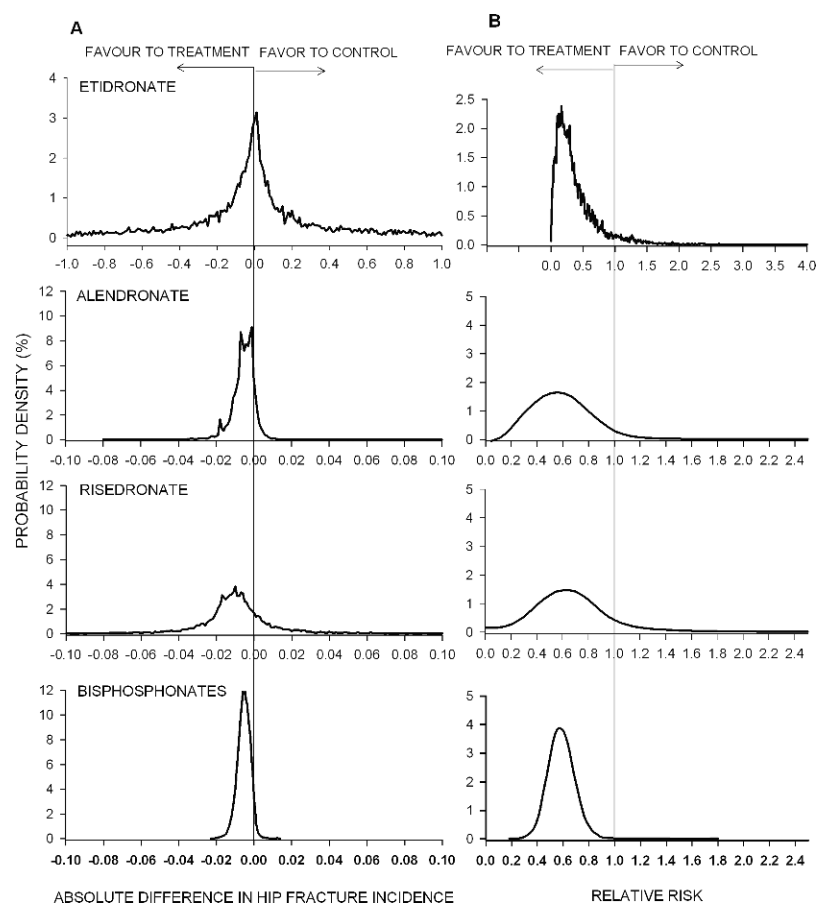 A
B
FAVOUR TO TREATMENT FAVOR TO CONTROL
FAVOUR TO TREATMENT FAVOR TO CONTROL
ETIDRONATE
4
3
2
1
0
-1.0 -0.8 -0.6 -0.4 -0.2 0.0 0.2 0.4 0.6 0.8 1.0
2.5
2.0
1.5
1.0
0.5
0.0
0.0 0.5 1.0 1.5 2.0 2.5 3.0 3.5 4.0
PROBABILITY DENSITY (%)
ALENDRONATE
12
10
8
6
4
2
0
-0.10 -0.08 -0.06 -0.04 -0.02 0.00 0.02 0.04 0.06 0.08 0.10
5
4
3
2
1
0
0.0 0.2 0.4 0.6 0.8 1.0 1.2 1.4 1.6 1.8 2.0 2.2 2.4
RISEDRONATE
12
10
8
6
4
2
0
-0.10 -0.08 -0.06 -0.04 -0.02 0.00 0.02 0.04 0.06 0.08 0.10
5
4
3
2
1
0
0.0 0.2 0.4 0.6 0.8 1.0 1.2 1.4 1.6 1.8 2.0 2.2 2.4
BISPHOSPHONATES
12
10
8
6
4
2
0
-0.10 -0.08 -0.06 -0.04 -0.02 0.00 0.02 0.04 0.06 0.08 0.10
5
4
3
2
1
0
0.0 0.2 0.4 0.6 0.8 1.0 1.2 1.4 1.6 1.8 2.0 2.2 2.4
ABSOLUTE DIFFERENCE IN HIP FRACTURE INCIDENCE
RELATIVE RISK